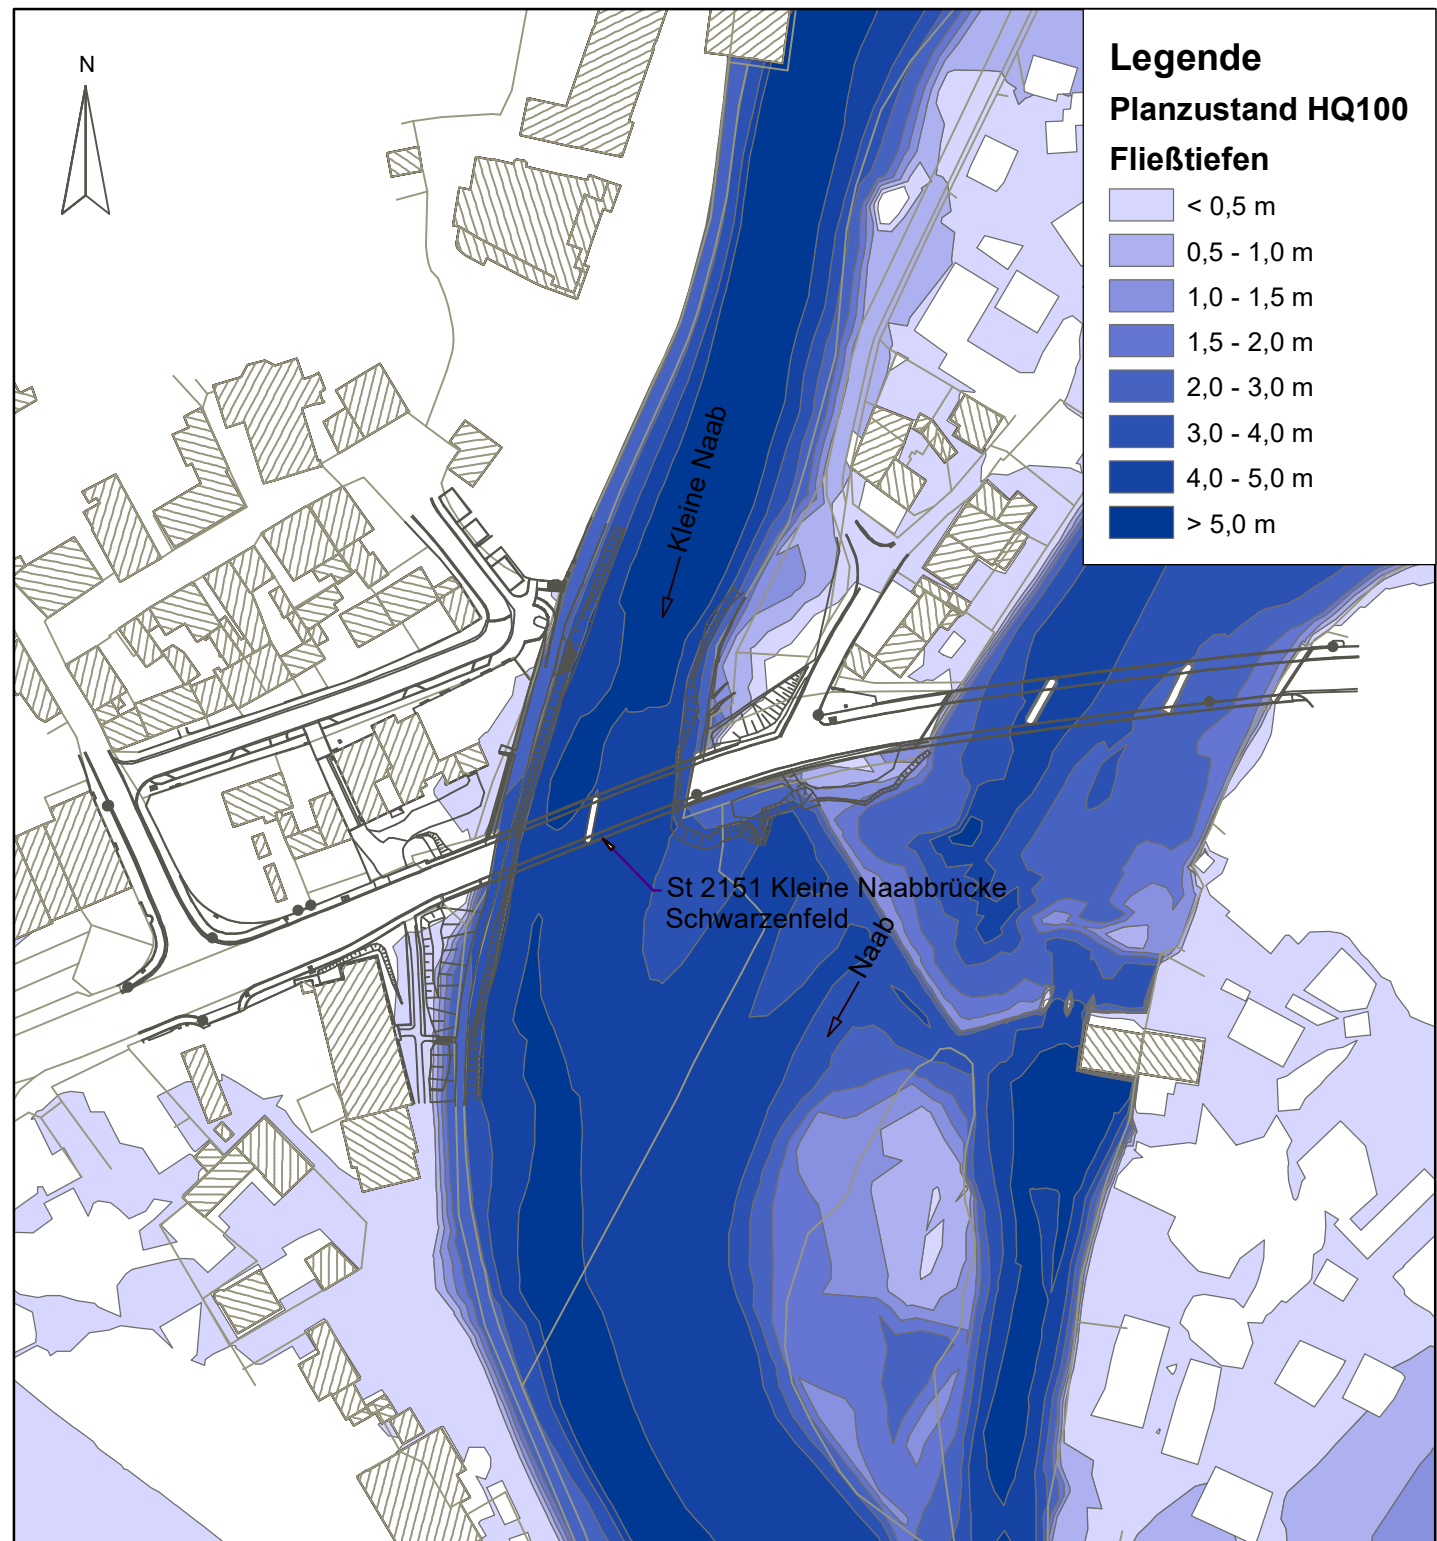 N
Legende
Planzustand HQ100
Fließtiefen
< 0,5 m
0,5 - 1,0 m
1,0 - 1,5 m
1,5 - 2,0 m
2,0 - 3,0 m
3,0 - 4,0 m
4,0 - 5,0 m
> 5,0 m
Kleine Naab
St 2151 Kleine Naabbrücke
Schwarzenfeld
Naab